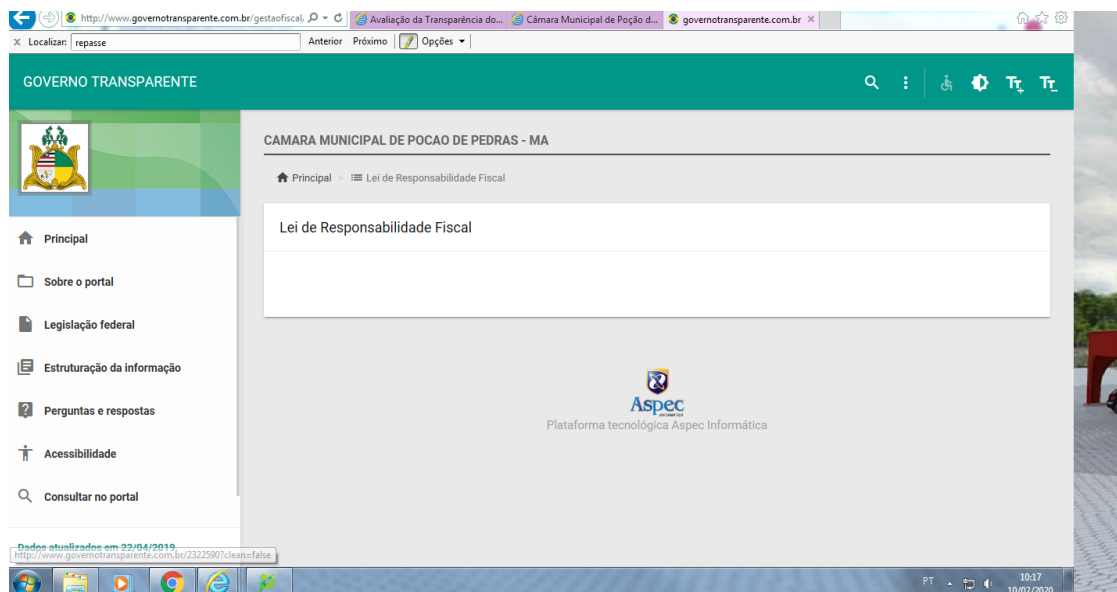 http://www.governotransparente.com.br/gestaofiscal
Avaliação da Transparência do...
Câmara Municipal de Poção d...
governotransparente.com.br
x Localizar: repasse
Anterior Próximo Opções
GOVERNO TRANSPARENTE
CAMARA MUNICIPAL DE POCAO DE PEDRAS - MA
Principal > Lei de Responsabilidade Fiscal
Lei de Responsabilidade Fiscal
Principal
Sobre o portal
Legislação federal
Estruturação da informação
Perguntas e respostas
Acessibilidade
Consultar no portal
Dados atualizados em 22/04/2019
http://www.governotransparente.com.br/2322590?clean=false
Aspec
Plataforma tecnológica Aspec Informática
PT
10:17
10/02/2020